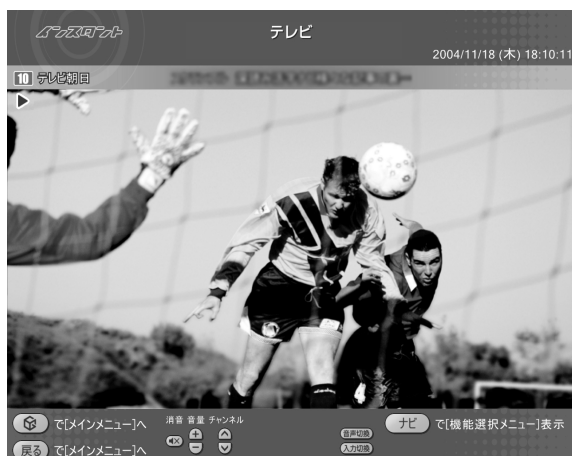 インスタント
テレビ
2004/11/18 (木) 18:10:11
10 テレビ朝日
で[メインメニュー]へ
消音 音量 チャンネル
音声切換
ナビ で[機能選択メニュー]表示
戻る で[メインメニュー]へ
入力切換